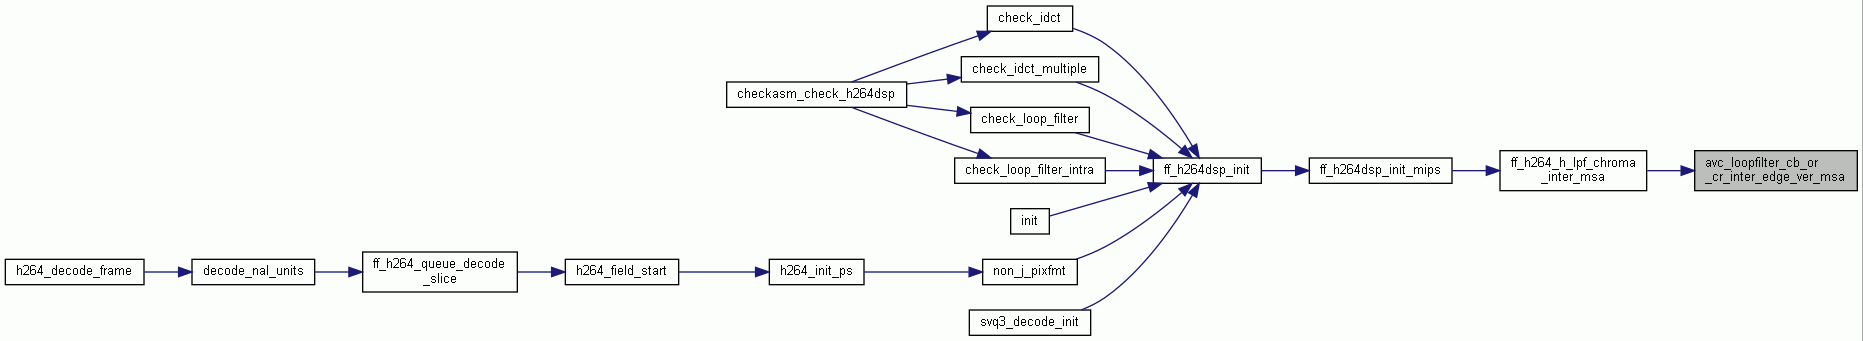 check_idct
check_idct_multiple
checkasm_check_h264dsp
check_loop_filter
check_loop_filter_intra
ff_h264dsp_init
ff_h264dsp_init_mips
ff_h264_h_lpf_chroma
_inter_msa
avc_loopfilter_cb_or
_cr_inter_edge_ver_msa
init
h264_decode_frame
decode_nal_units
ff_h264_queue_decode
_slice
h264_field_start
h264_init_ps
non_j_pixfmt
svq3_decode_init